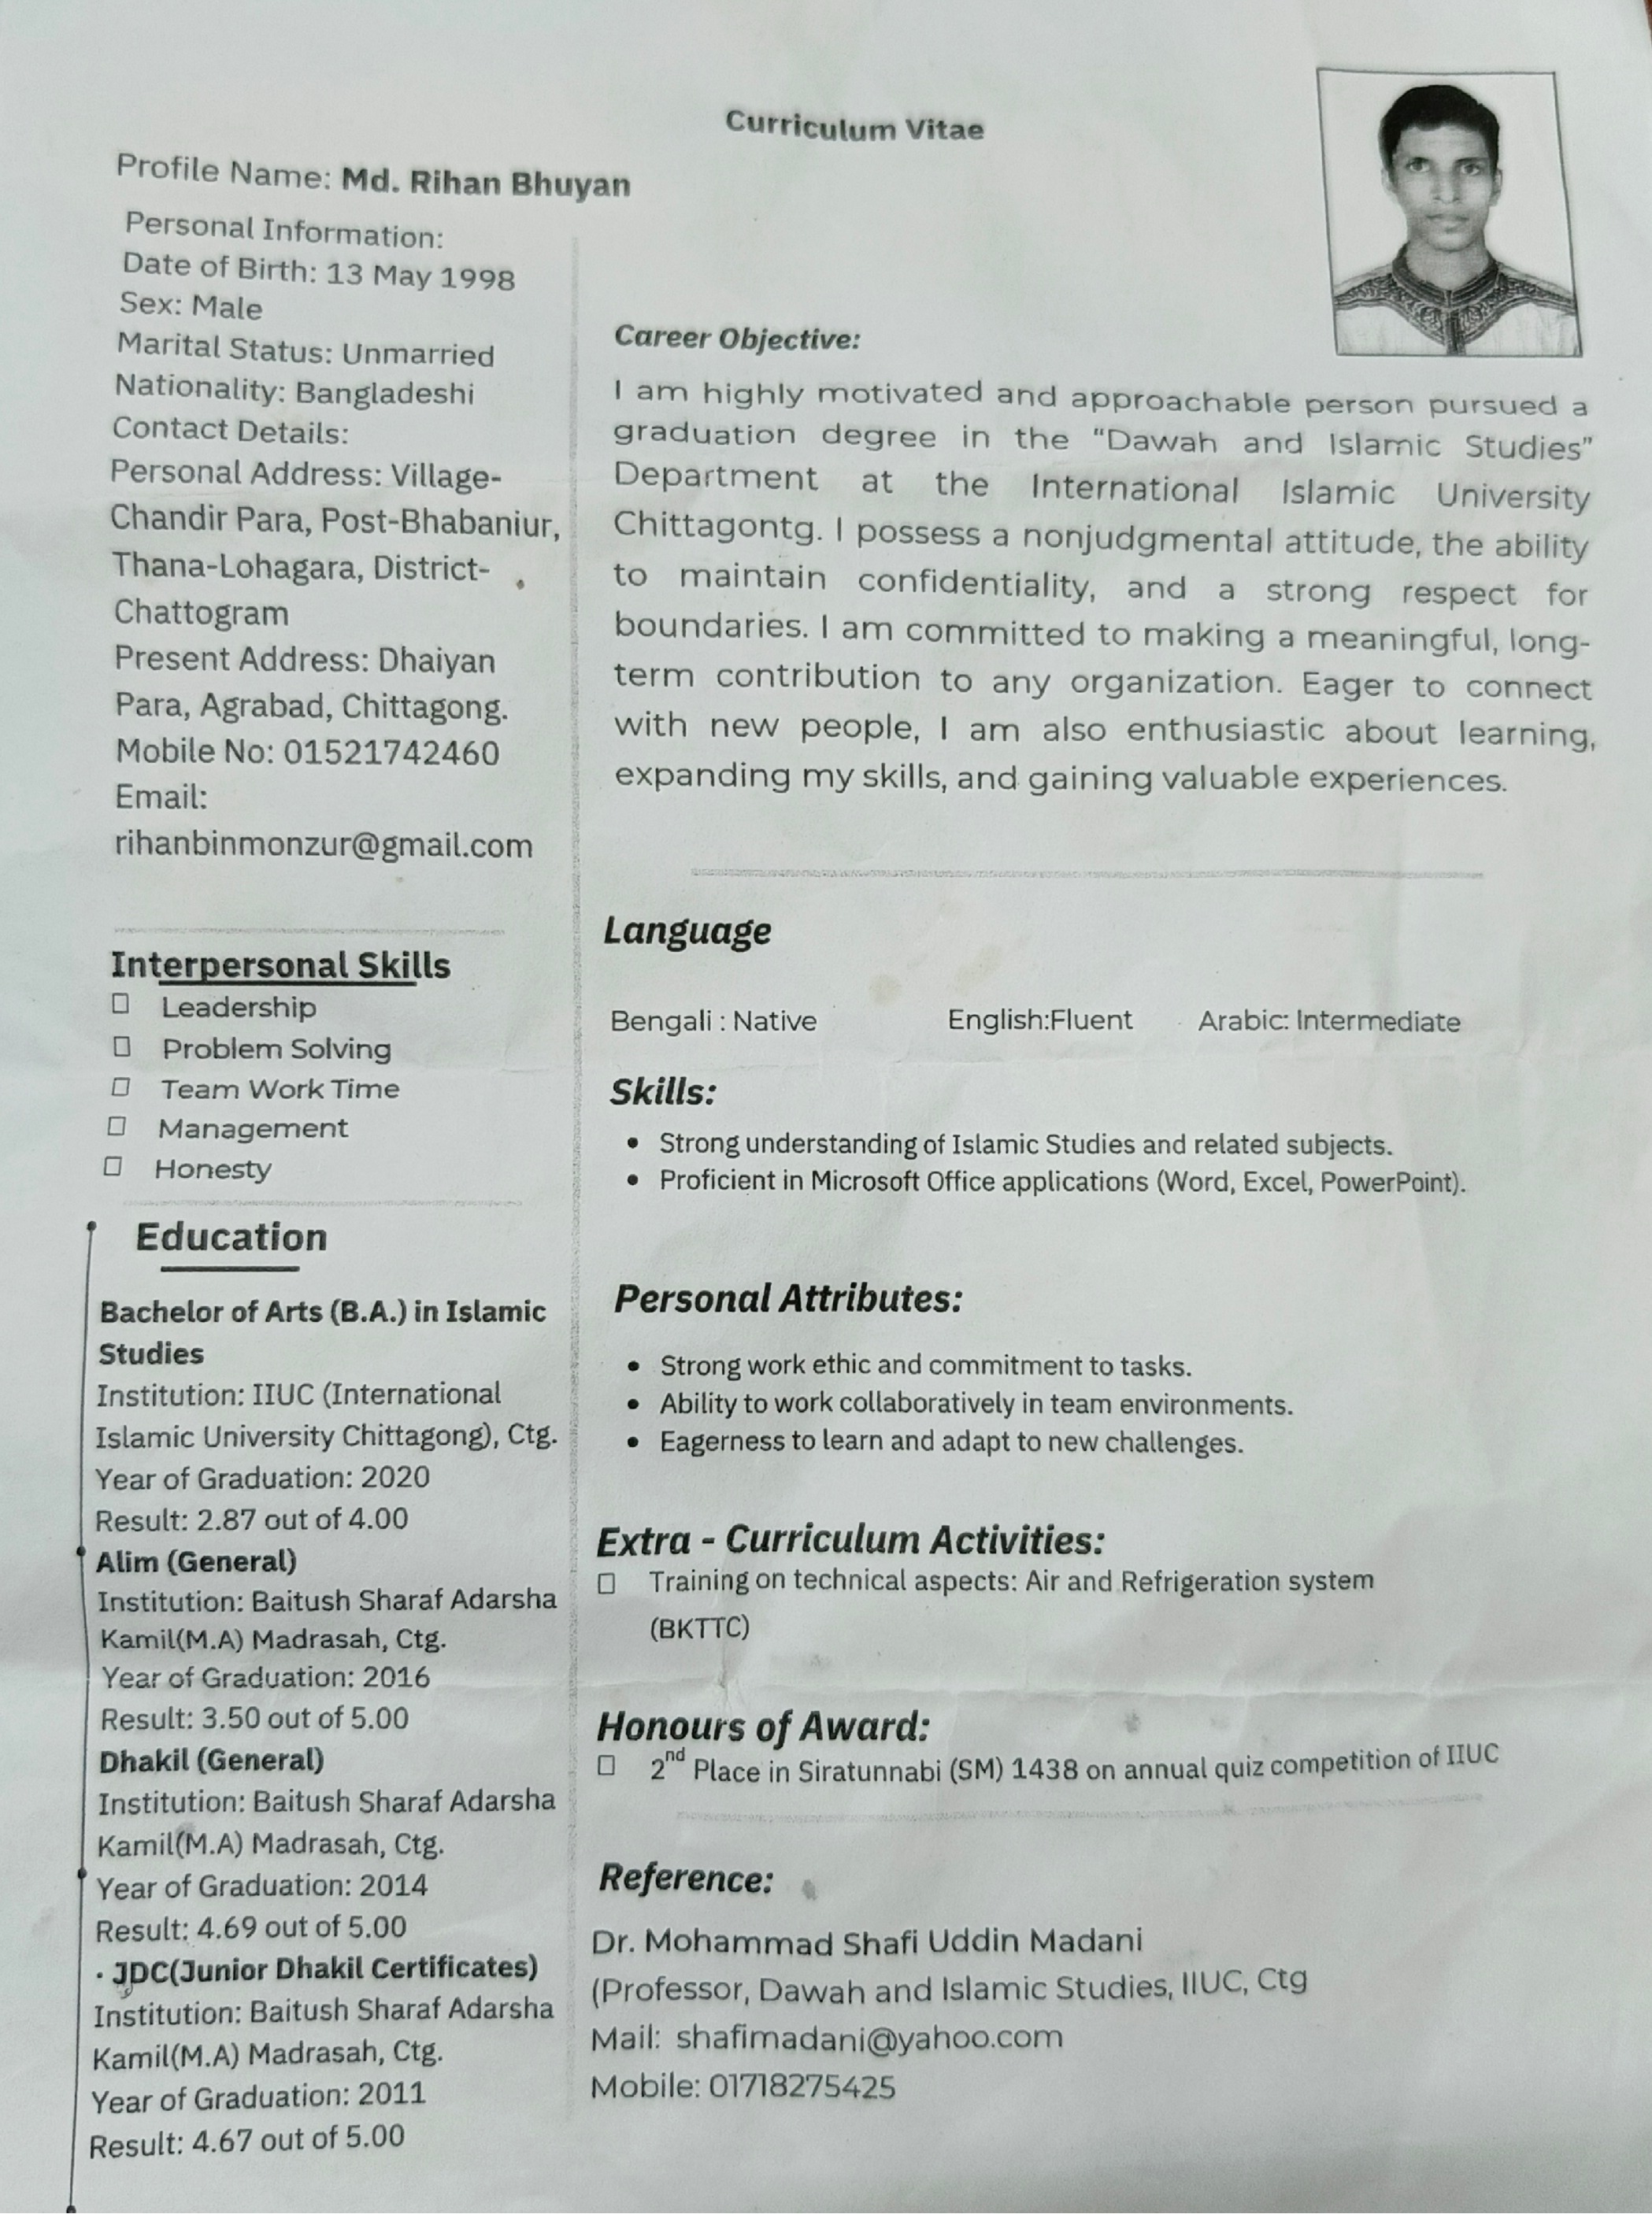 Curriculum Vitae
Profile Name: Md. Rihan Bhuyan
Personal Information:
Date of Birth: 13 May 1998
Sex: Male
Marital Status: Unmarried
Nationality: Bangladeshi
Contact Details:
Personal Address: Village-
Chandir Para, Post-Bhabaniur,
Thana-Lohagara, District-
Chattogram
Present Address: Dhaiyan
Para, Agrabad, Chittagong.
Mobile No: 01521742460
Email:
rihanbinmonzur@gmail.com
Interpersonal Skills
Leadership
Problem Solving
Team Work Time
Management
Honesty
Education
Bachelor of Arts (B.A.) in Islamic
Studies
Institution: IIUC (International
Islamic University Chittagong), Ctg.
Year of Graduation: 2020
Result: 2.87 out of 4.00
Alim (General)
Institution: Baitush Sharaf Adarsha
Kamil(M.A) Madrasah, Ctg.
Year of Graduation: 2016
Result: 3.50 out of 5.00
Dhakil (General)
Institution: Baitush Sharaf Adarsha
Kamil(M.A) Madrasah, Ctg.
Year of Graduation: 2014
Result: 4.69 out of 5.00
· JDC(Junior Dhakil Certificates)
Institution: Baitush Sharaf Adarsha
Kamil(M.A) Madrasah, Ctg.
Year of Graduation: 2011
Result: 4.67 out of 5.00
Career Objective:
I am highly motivated and approachable person pursued a
graduation degree in the “Dawah and Islamic Studies”
Department at the International Islamic University
Chittagontg. I possess a nonjudgmental attitude, the ability
to maintain confidentiality, and a strong respect for
boundaries. I am committed to making a meaningful, long-
term contribution to any organization. Eager to connect
with new people, I am also enthusiastic about learning,
expanding my skills, and gaining valuable experiences.
Language
Bengali : Native English:Fluent Arabic: Intermediate
Skills:
• Strong understanding of Islamic Studies and related subjects.
• Proficient in Microsoft Office applications (Word, Excel, PowerPoint).
Personal Attributes:
• Strong work ethic and commitment to tasks.
• Ability to work collaboratively in team environments.
• Eagerness to learn and adapt to new challenges.
Extra - Curriculum Activities:
Training on technical aspects: Air and Refrigeration system
(BKTTC)
Honours of Award:
2nd Place in Siratunnabi (SM) 1438 on annual quiz competition of IIUC
Reference:
Dr. Mohammad Shafi Uddin Madani
(Professor, Dawah and Islamic Studies, IIUC, Ctg
Mail: shafimadani@yahoo.com
Mobile: 01718275425